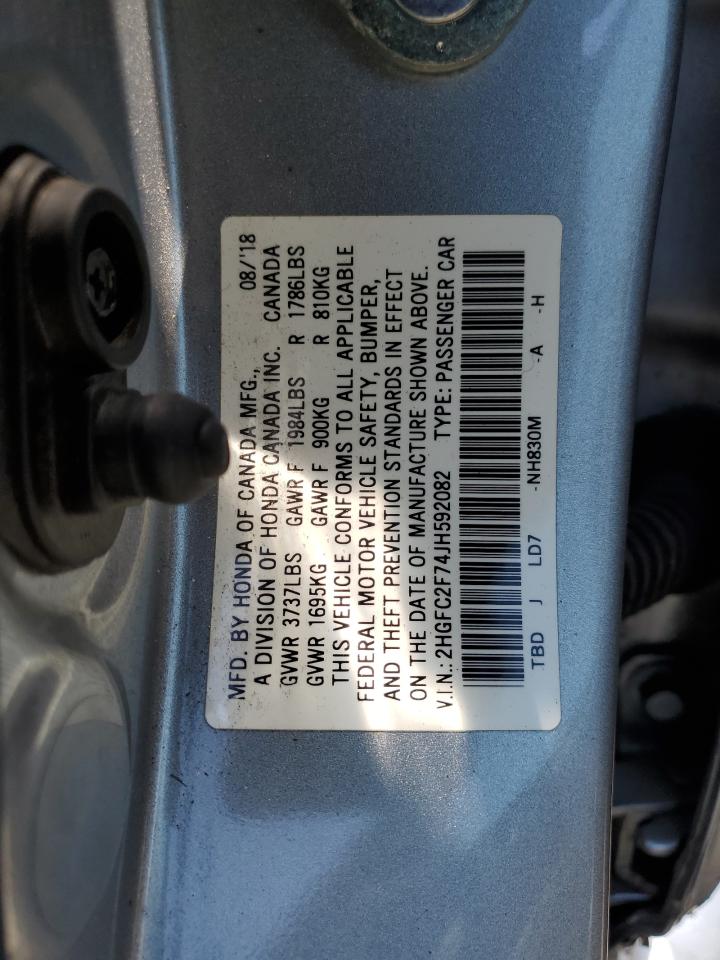 MFD. BY HONDA OF CANADA MFG., 08/'18
A DIVISION OF HONDA CANADA INC. CANADA
GVWR 3737LBS GAWR F 1984LBS R 1786LBS
GVWR 1695KG GAWR F 900KG R 810KG
THIS VEHICLE CONFORMS TO ALL APPLICABLE
FEDERAL MOTOR VEHICLE SAFETY, BUMPER,
AND THEFT PREVENTION STANDARDS IN EFFECT
ON THE DATE OF MANUFACTURE SHOWN ABOVE.
V.I.N.: 2HGFC2F74JH592082 TYPE: PASSENGER CAR
TBD J LD7 -NH830M -A -H